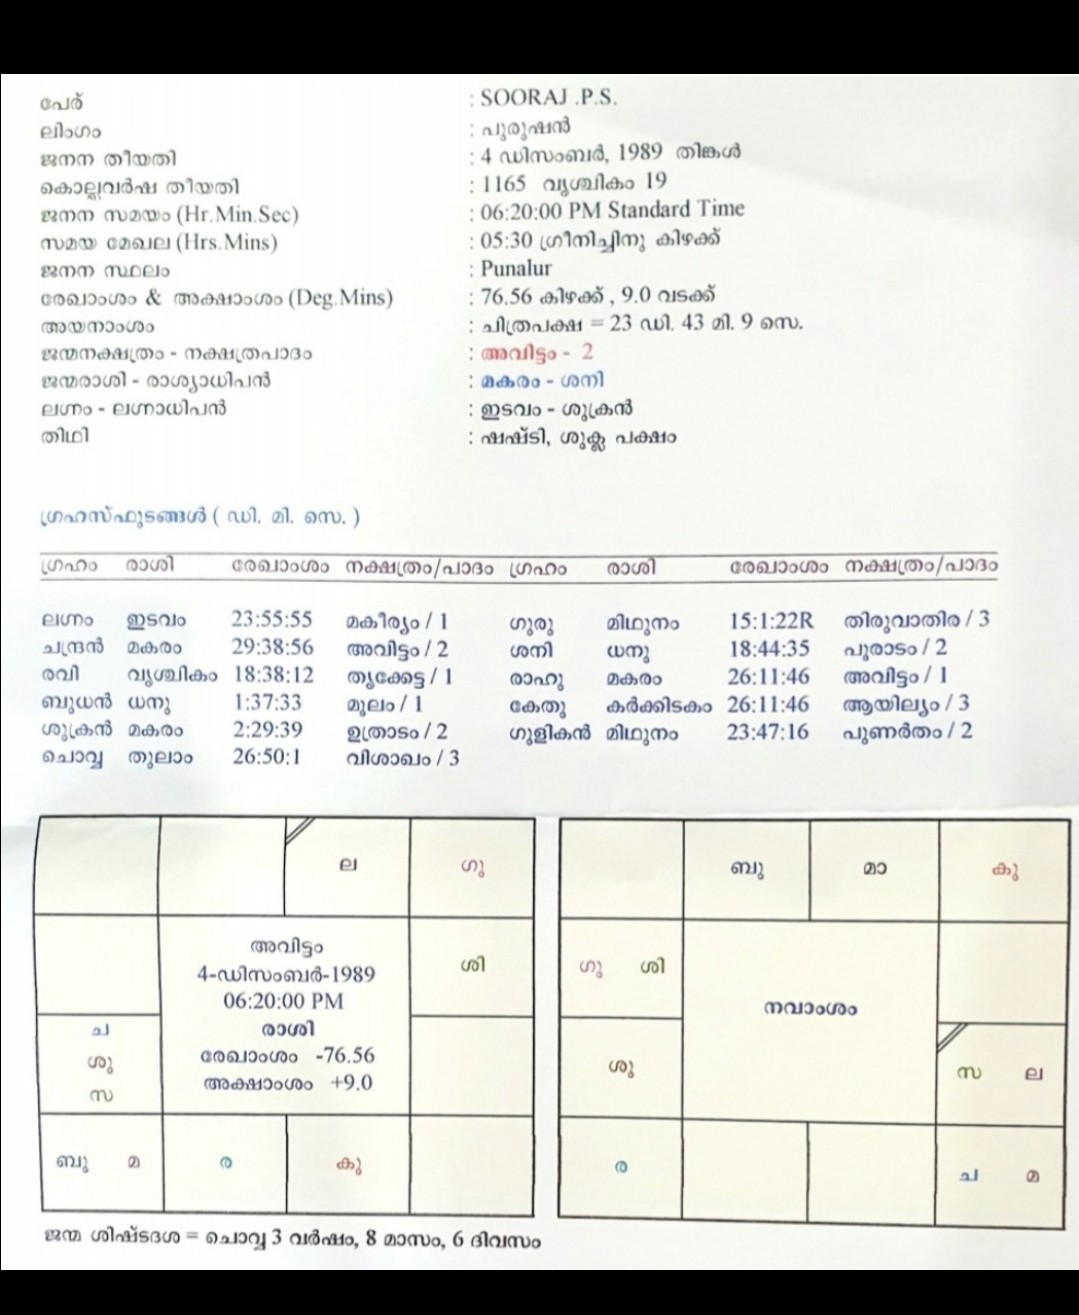 പേര് : SOORAJ .P.S.
ലിംഗം : പുരുഷൻ
ജനന തീയതി : 4 ഡിസംബർ, 1989 തിങ്കൾ
കൊല്ലവർഷ തീയതി : 1165 വൃശ്ചികം 19
ജനന സമയം (Hr.Min.Sec) : 06:20:00 PM Standard Time
സമയ മേഖല (Hrs.Mins) : 05:30 ഗ്രീനിച്ചിനു കിഴക്ക്
ജനന സ്ഥലം : Punalur
രേഖാംശം & അക്ഷാംശം (Deg.Mins) : 76.56 കിഴക്ക് , 9.0 വടക്ക്
അയനാംശം : ചിത്രപക്ഷ = 23 ഡി. 43 മി. 9 സെ.
ജന്മനക്ഷത്രം - നക്ഷത്രപാദം : അവിട്ടം - 2
ജന്മരാശി - രാശ്യാധിപൻ : മകരം - ശനി
ലഗ്നം - ലഗ്നാധിപൻ : ഇടവം - ശുക്രൻ
തിഥി : ഷഷ്ടി, ശുക്ല പക്ഷം
ഗ്രഹസ്ഫുടങ്ങൾ ( ഡി. മി. സെ. )
ഗ്രഹം രാശി രേഖാംശം നക്ഷത്രം/പാദം ഗ്രഹം രാശി രേഖാംശം നക്ഷത്രം/പാദം
ലഗ്നം ഇടവം 23:55:55 മകീര്യം / 1 ഗുരു മിഥുനം 15:1:22R തിരുവാതിര / 3
ചന്ദ്രൻ മകരം 29:38:56 അവിട്ടം / 2 ശനി ധനു 18:44:35 പൂരാടം / 2
രവി വൃശ്ചികം 18:38:12 തൃക്കേട്ട / 1 രാഹു മകരം 26:11:46 അവിട്ടം / 1
ബുധൻ ധനു 1:37:33 മൂലം / 1 കേതു കർക്കിടകം 26:11:46 ആയില്യം / 3
ശുക്രൻ മകരം 2:29:39 ഉത്രാടം / 2 ഗുളികൻ മിഥുനം 23:47:16 പുണർതം / 2
ചൊവ്വ തുലാം 26:50:1 വിശാഖം / 3
ല ഗു
ശി
ച
ശു
സ
ബു മ ര കു
അവിട്ടം
4-ഡിസംബർ-1989
06:20:00 PM
രാശി
രേഖാംശം -76.56
അക്ഷാംശം +9.0
ബു മാ കു
ഗു ശി
നവാംശം
ശു സ ല
ര ച മ
ജന്മ ശിഷ്ടദശ = ചൊവ്വ 3 വർഷം, 8 മാസം, 6 ദിവസം